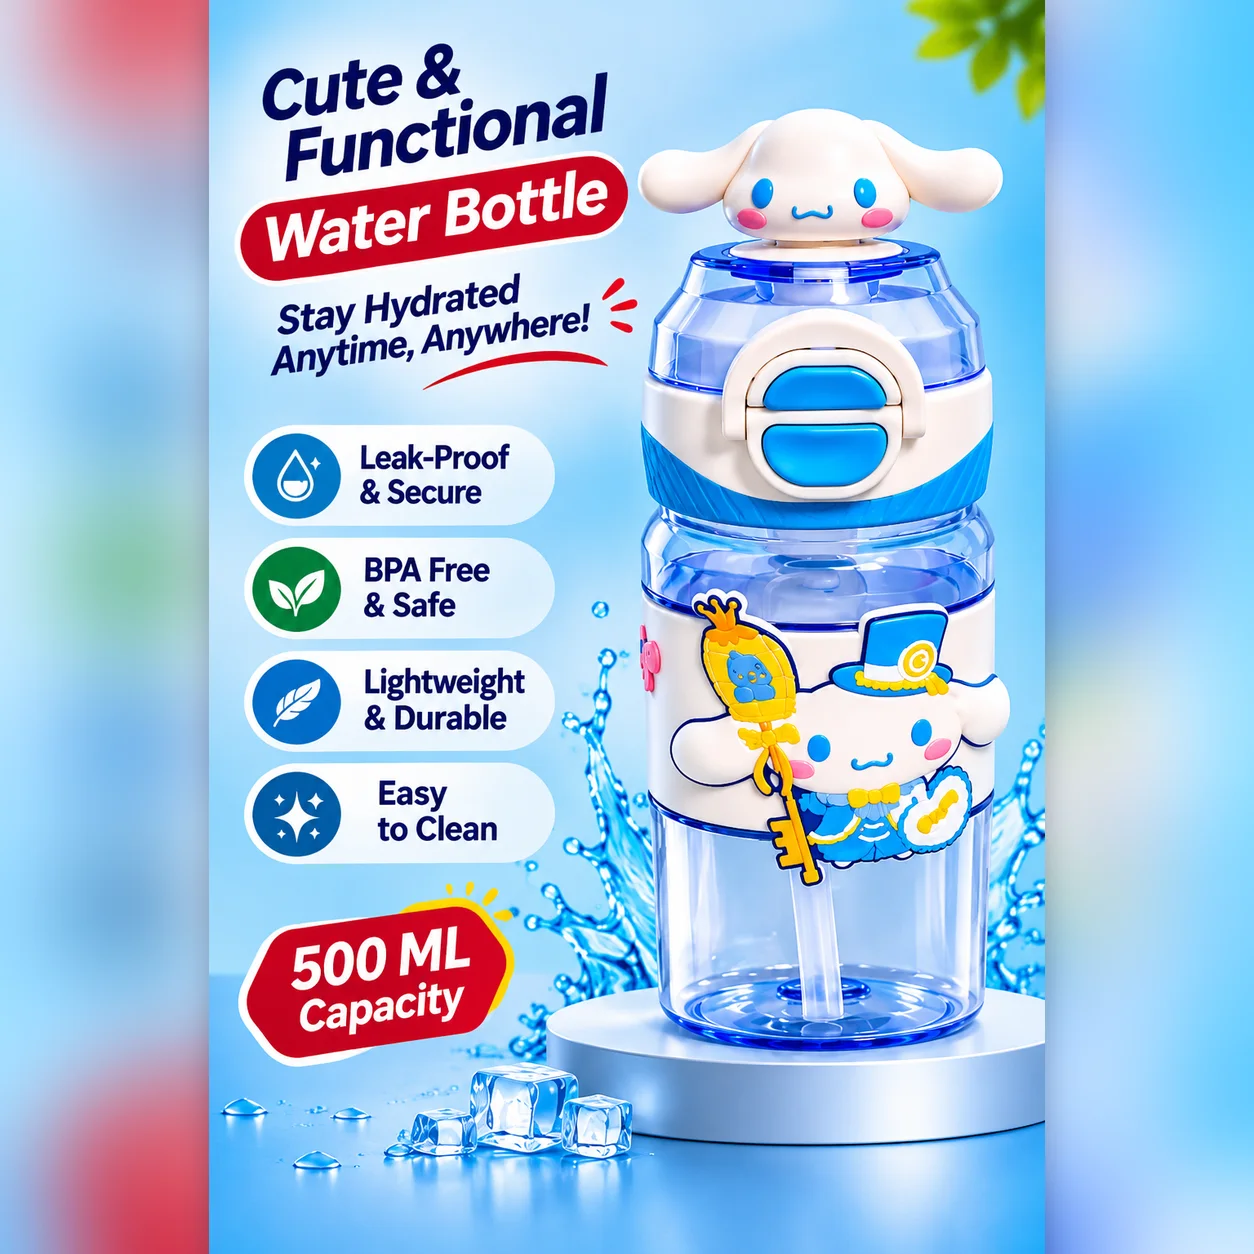 Cute &
Functional
Water Bottle
Stay Hydrated
Anytime, Anywhere!
Leak-Proof
& Secure
BPA Free
& Safe
Lightweight
& Durable
Easy
to Clean
500 ML
Capacity
C